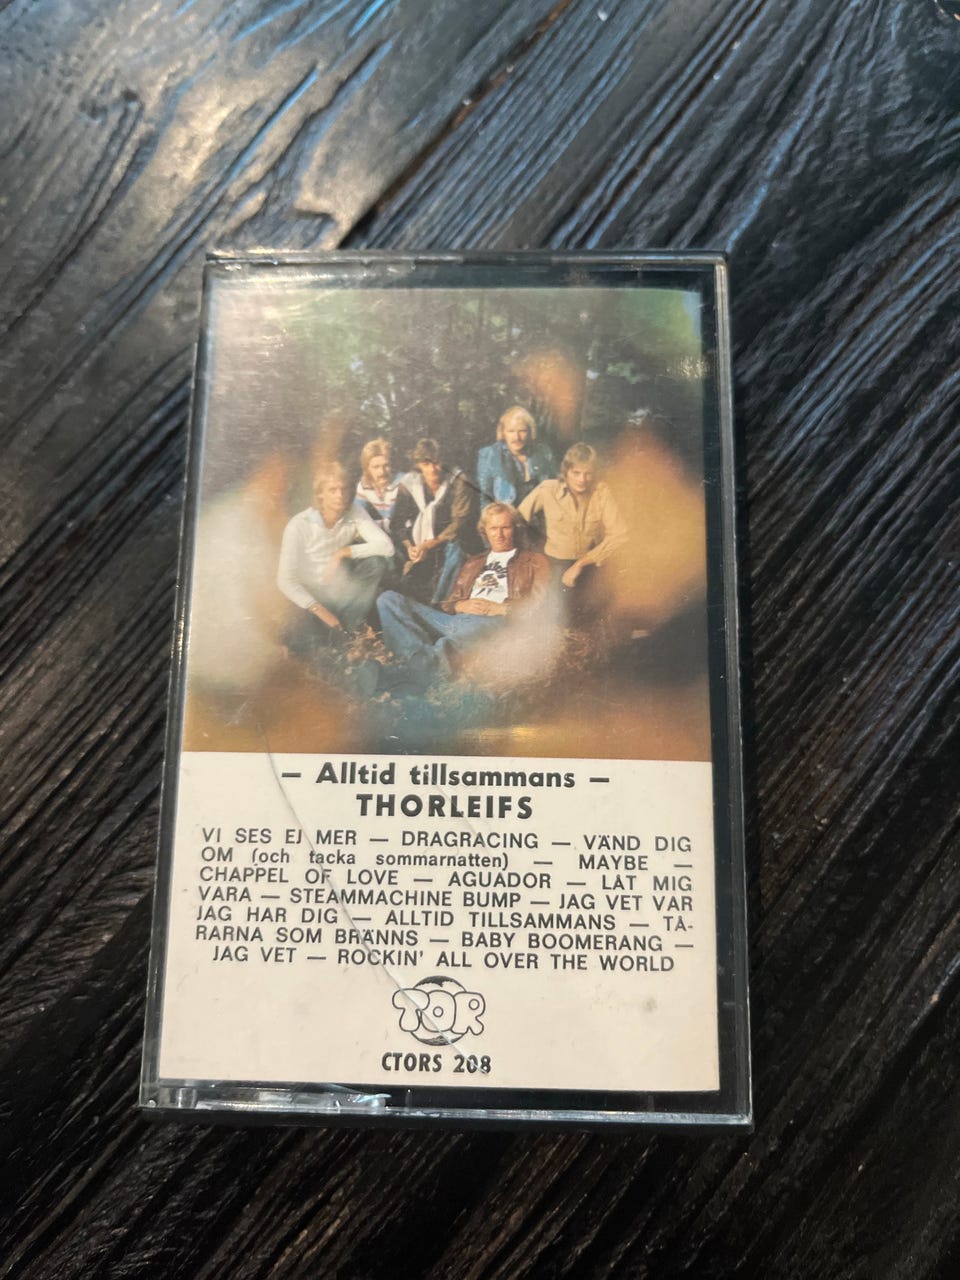 – Alltid tillsammans –
THORLEIFS
VI SES EJ MER — DRAGRACING — VÄND DIG
OM (och tacka sommarnatten) — MAYBE —
CHAPPEL OF LOVE — AGUADOR — LÅT MIG
VARA — STEAMMACHINE BUMP — JAG VET VAR
JAG HAR DIG — ALLTID TILLSAMMANS — TÅ-
RARNA SOM BRÄNNS — BABY BOOMERANG —
JAG VET — ROCKIN' ALL OVER THE WORLD
TOR
CTORS 208